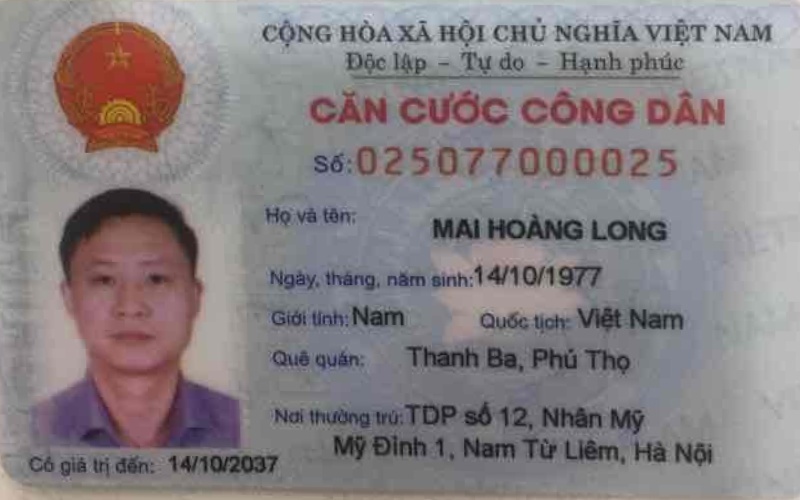 CỘNG HÒA XÃ HỘI CHỦ NGHĨA VIỆT NAM
Độc lập - Tự do - Hạnh phúc
CĂN CƯỚC CÔNG DÂN
Số: 025077000025
Họ và tên: MAI HOÀNG LONG
Ngày, tháng, năm sinh: 14/10/1977
Giới tính: Nam Quốc tịch: Việt Nam
Quê quán: Thanh Ba, Phú Thọ
Nơi thường trú: TDP số 12, Nhân Mỹ
Mỹ Đình 1, Nam Từ Liêm, Hà Nội
Có giá trị đến: 14/10/2037